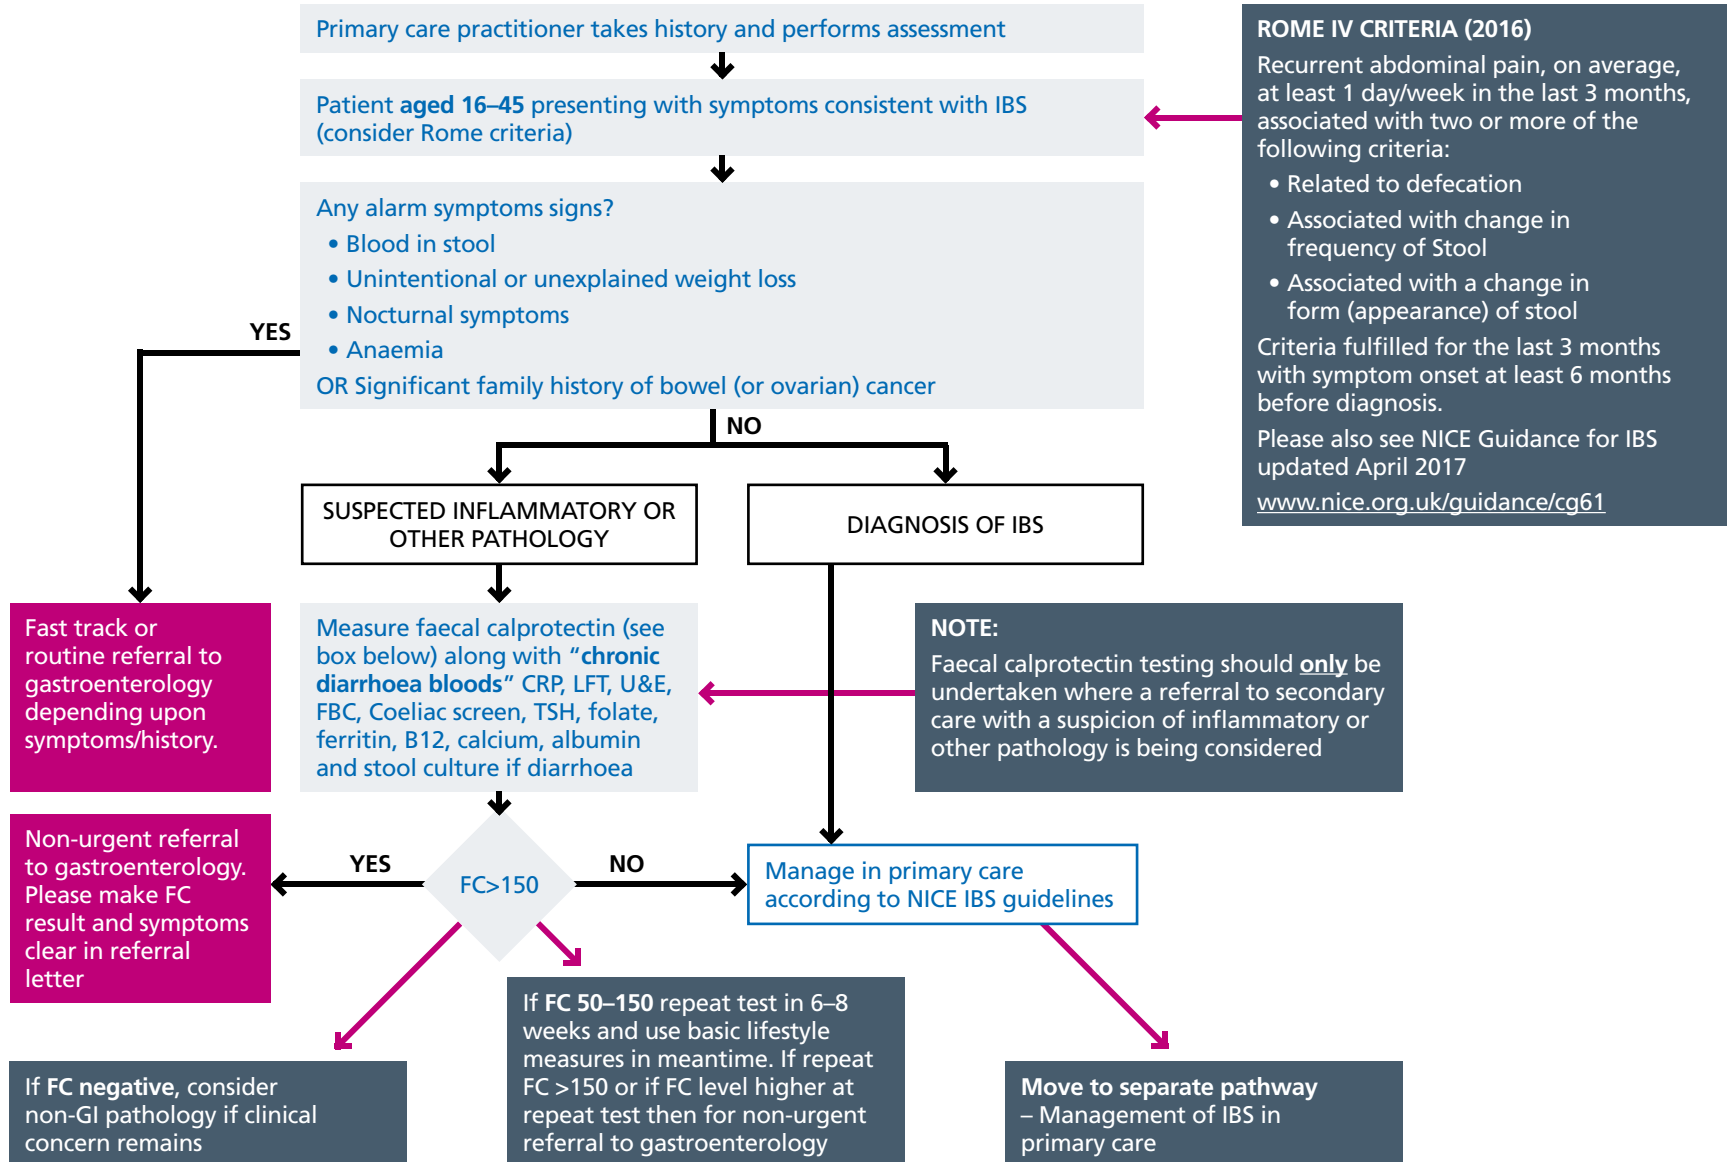 Primary care practitioner takes history and performs assessment
Patient aged 16–45 presenting with symptoms consistent with IBS
(consider Rome criteria)
ROME IV CRITERIA (2016)
Recurrent abdominal pain, on average,
at least 1 day/week in the last 3 months,
associated with two or more of the
following criteria:
• Related to defecation
• Associated with change in
frequency of Stool
• Associated with a change in
form (appearance) of stool
Criteria fulfilled for the last 3 months
with symptom onset at least 6 months
before diagnosis.
Please also see NICE Guidance for IBS
updated April 2017
www.nice.org.uk/guidance/cg61
Any alarm symptoms signs?
• Blood in stool
• Unintentional or unexplained weight loss
• Nocturnal symptoms
• Anaemia
OR Significant family history of bowel (or ovarian) cancer
YES
NO
SUSPECTED INFLAMMATORY OR
OTHER PATHOLOGY
DIAGNOSIS OF IBS
Fast track or
routine referral to
gastroenterology
depending upon
symptoms/history.
Measure faecal calprotectin (see
box below) along with "chronic
diarrhoea bloods" CRP, LFT, U&E,
FBC, Coeliac screen, TSH, folate,
ferritin, B12, calcium, albumin
and stool culture if diarrhoea
NOTE:
Faecal calprotectin testing should only be
undertaken where a referral to secondary
care with a suspicion of inflammatory or
other pathology is being considered
Non-urgent referral
to gastroenterology.
Please make FC
result and symptoms
clear in referral
letter
YES
FC>150
NO
Manage in primary care
according to NICE IBS guidelines
If FC negative, consider
non-GI pathology if clinical
concern remains
If FC 50–150 repeat test in 6–8
weeks and use basic lifestyle
measures in meantime. If repeat
FC >150 or if FC level higher at
repeat test then for non-urgent
referral to gastroenterology
Move to separate pathway
– Management of IBS in
primary care